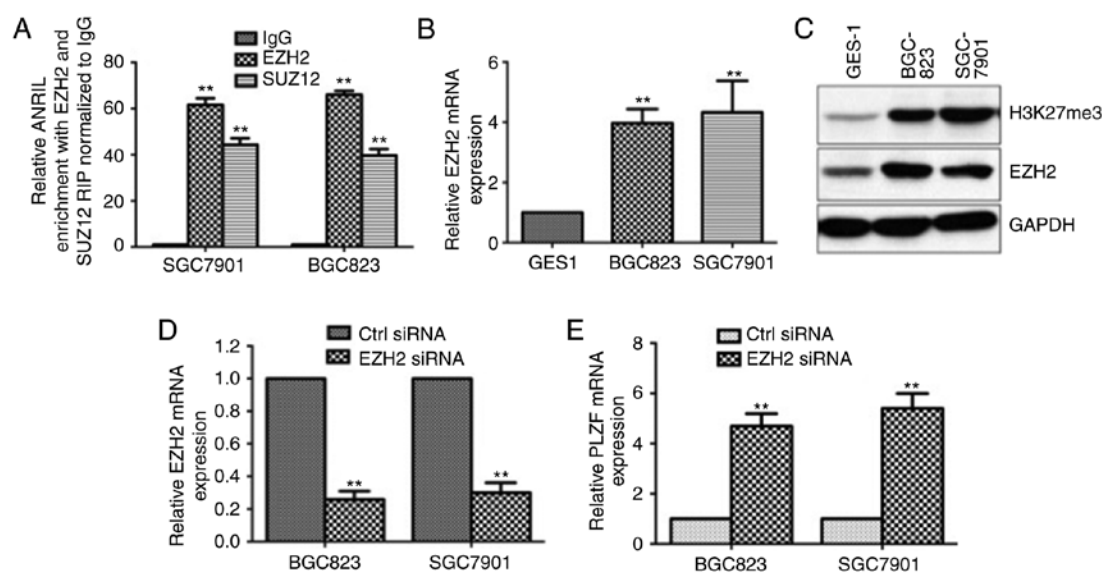 A
Relative ANRIL
enrichment with EZH2 and
SUZ12 RIP normalized to IgG
80
60
40
20
0
IgG
EZH2
SUZ12
**
**
**
**
SGC7901
BGC823
B
Relative EZH2 mRNA
expression
6
4
2
0
**
**
GES1
BGC823
SGC7901
C
GES-1
BGC-
823
SGC-
7901
H3K27me3
EZH2
GAPDH
D
Ctrl siRNA
EZH2 siRNA
Relative EZH2 mRNA
expression
1.2
1.0
0.8
0.6
0.4
0.2
0.0
**
**
BGC823
SGC7901
E
Ctrl siRNA
EZH2 siRNA
Relative PLZF mRNA
expression
8
6
4
2
0
**
**
BGC823
SGC7901